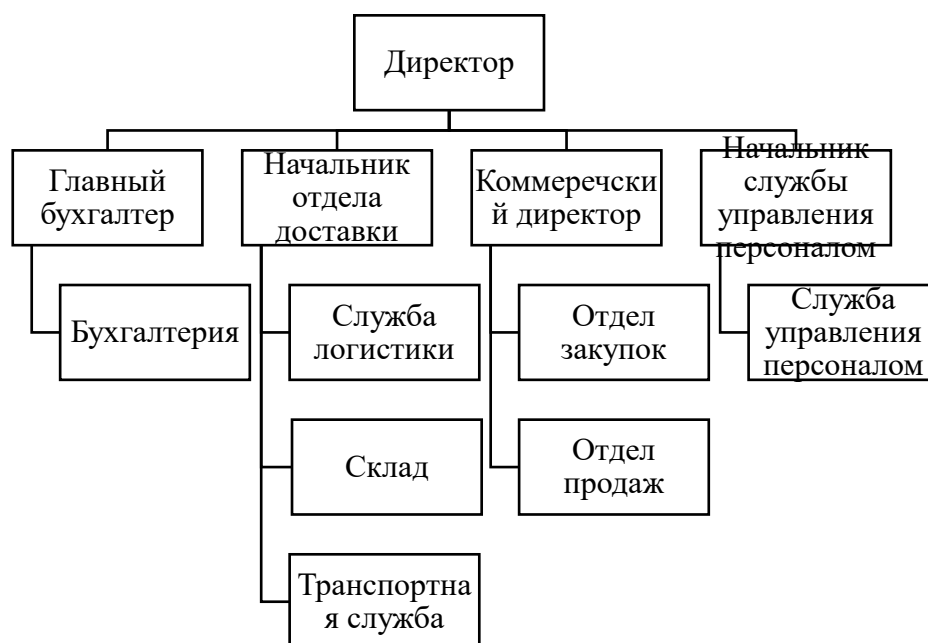 Директор
Главный
бухгалтер
Начальник
отдела
доставки
Коммеречски
й директор
Начальник
службы
управления
персоналом
Бухгалтерия
Служба
логистики
Отдел
закупок
Служба
управления
персоналом
Склад
Отдел
продаж
Транспортна
я служба